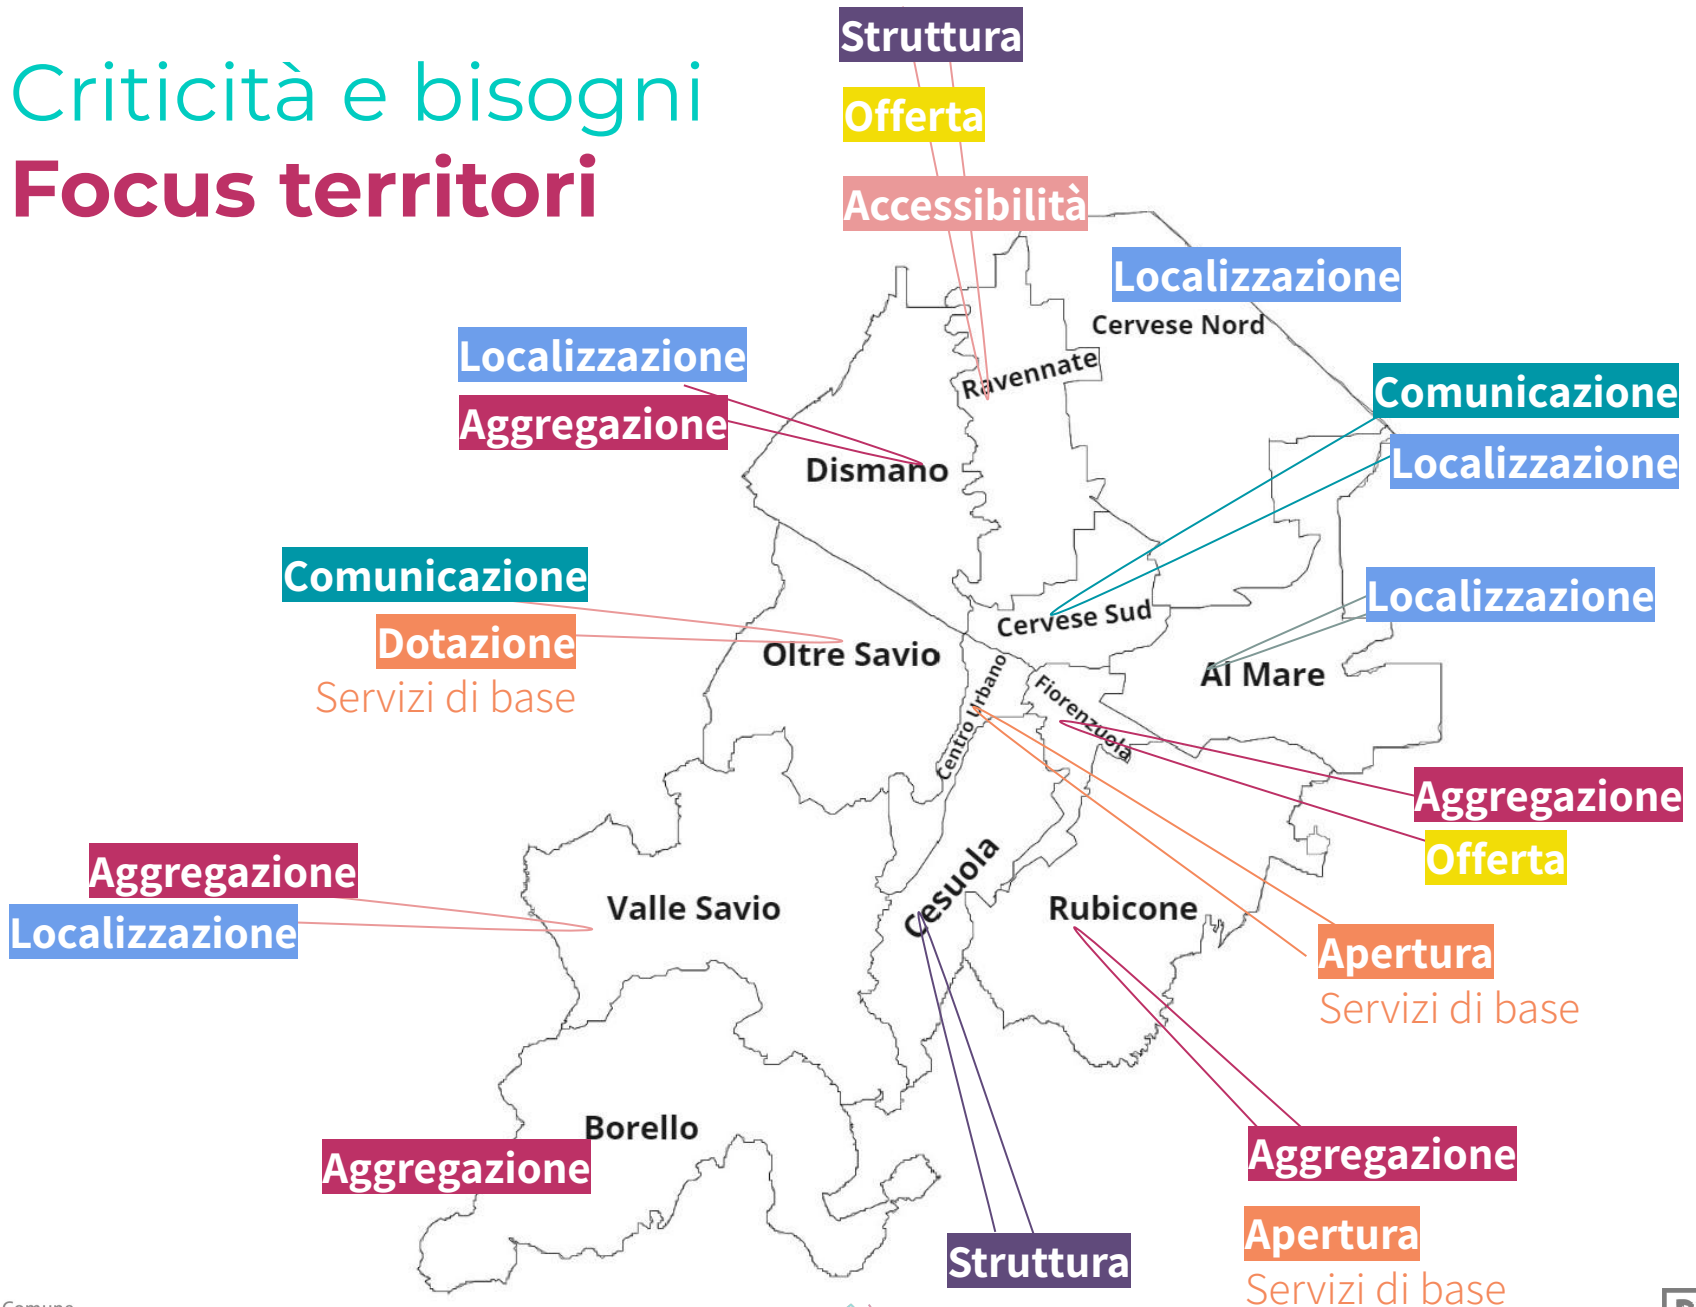 Criticità e bisogni
Focus territori
Struttura
Offerta
Accessibilità
Localizzazione
Cervese Nord
Ravennate
Localizzazione
Aggregazione
Dismano
Comunicazione
Localizzazione
Comunicazione
Dotazione
Servizi di base
Oltre Savio
Cervese Sud
Localizzazione
Al Mare
Centro Urbano
Fiorenzuola
Aggregazione
Offerta
Aggregazione
Localizzazione
Valle Savio
Cesuola
Rubicone
Apertura
Servizi di base
Borello
Aggregazione
Aggregazione
Struttura
Apertura
Servizi di base